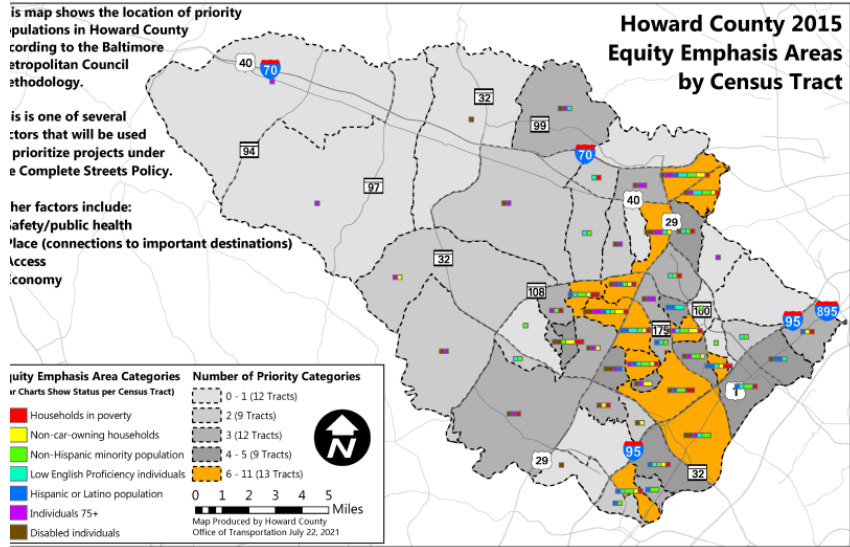 is map shows the location of priority
opulations in Howard County
ccording to the Baltimore
etropolitan Council
ethodology.
is is one of several
ctors that will be used
prioritize projects under
e Complete Streets Policy.
her factors include:
Safety/public health
Place (connections to important destinations)
Access
Economy
Howard County 2015
Equity Emphasis Areas
by Census Tract
40
70
32
99
70
94
97
40
29
32
108
175
100
95
895
1
29
95
32
quity Emphasis Area Categories
ar Charts Show Status per Census Tract)
Households in poverty
Non-car-owning households
Non-Hispanic minority population
Low English Proficiency individuals
Hispanic or Latino population
Individuals 75+
Disabled individuals
Number of Priority Categories
0 - 1 (12 Tracts)
2 (9 Tracts)
3 (12 Tracts)
4 - 5 (9 Tracts)
6 - 11 (13 Tracts)
N
0 1 2 3 4 5
Miles
Map Produced by Howard County
Office of Transportation July 22, 2021